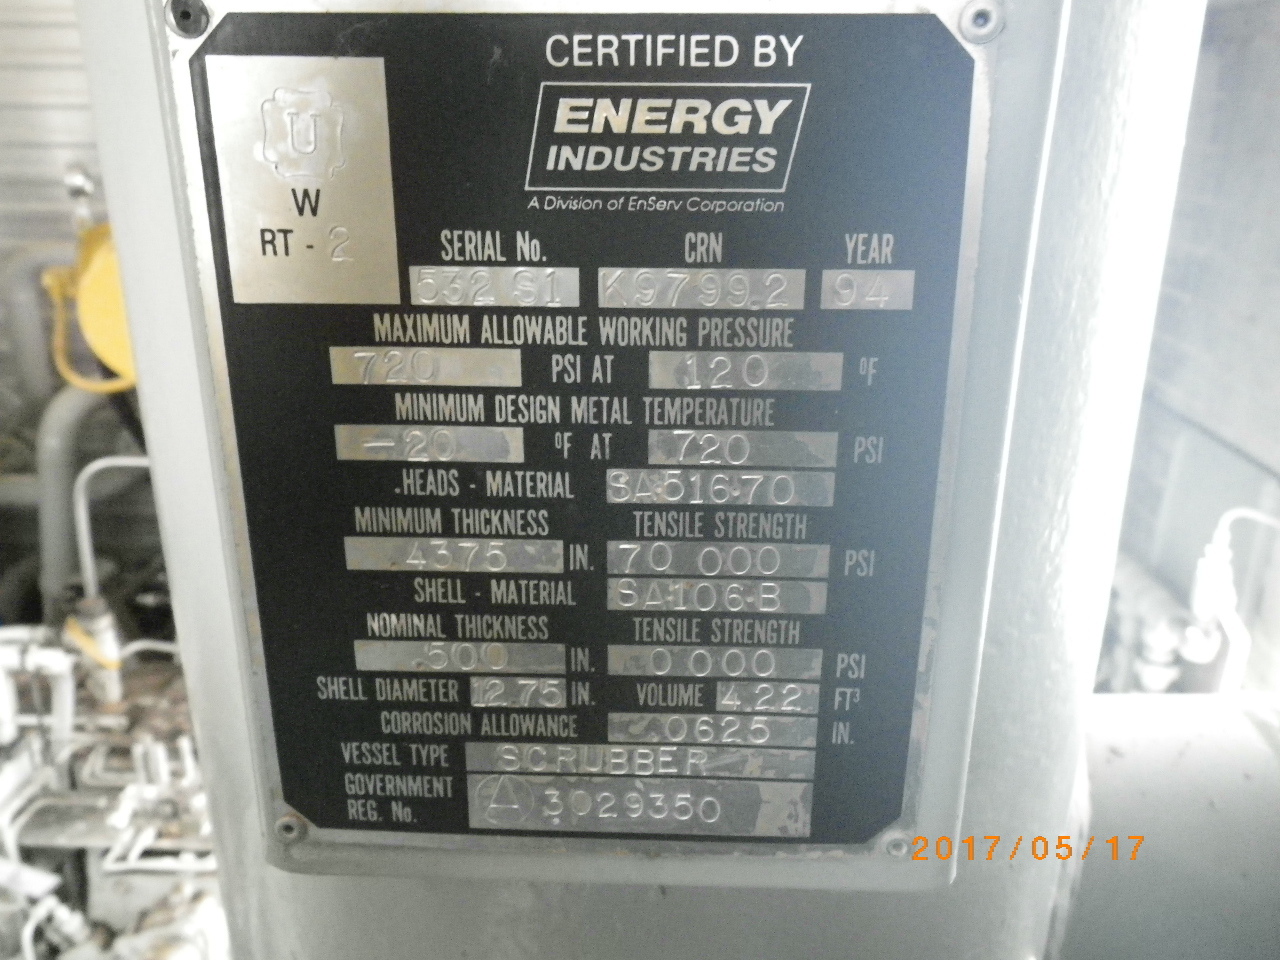 CERTIFIED BY
ENERGY
INDUSTRIES
A Division of EnServ Corporation
U
W
RT - 2
SERIAL No. CRN YEAR
532 S1 K9799.2 94
MAXIMUM ALLOWABLE WORKING PRESSURE
720 PSI AT 120 °F
MINIMUM DESIGN METAL TEMPERATURE
-20 °F AT 720 PSI
.HEADS - MATERIAL SA516-70
MINIMUM THICKNESS TENSILE STRENGTH
.4375 IN. 70 000 PSI
SHELL - MATERIAL SA106-B
NOMINAL THICKNESS TENSILE STRENGTH
.500 IN. 0 000 PSI
SHELL DIAMETER 12.75 IN. VOLUME 4.22 FT³
CORROSION ALLOWANCE .0625 IN.
VESSEL TYPE SCRUBBER
GOVERNMENT
REG. No. A 3029350
2017/05/17